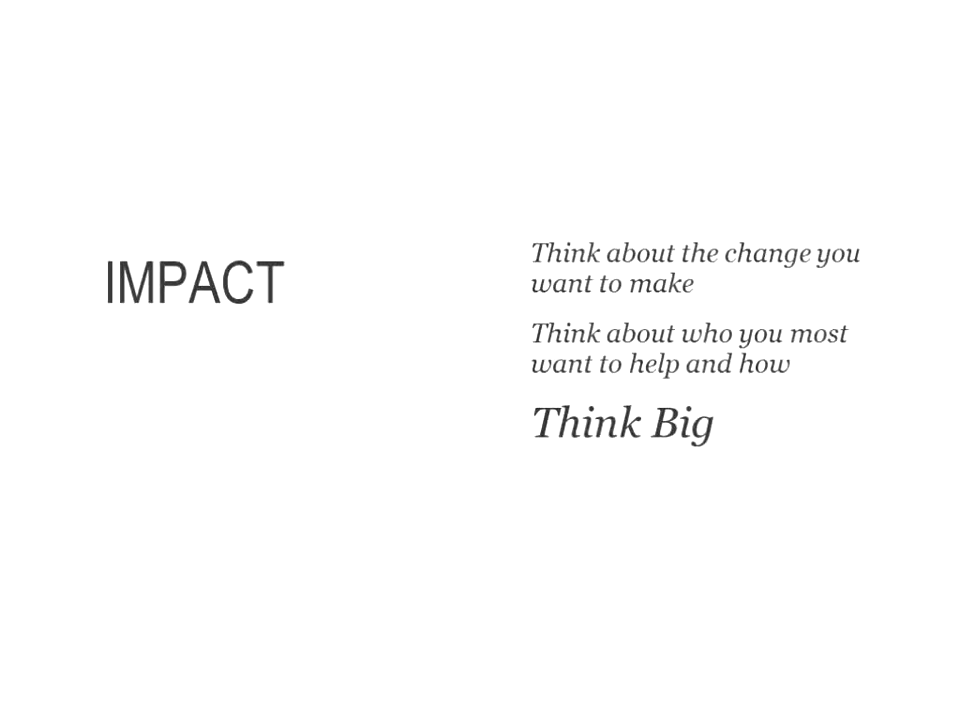 IMPACT
Think about the change you
want to make
Think about who you most
want to help and how
Think Big